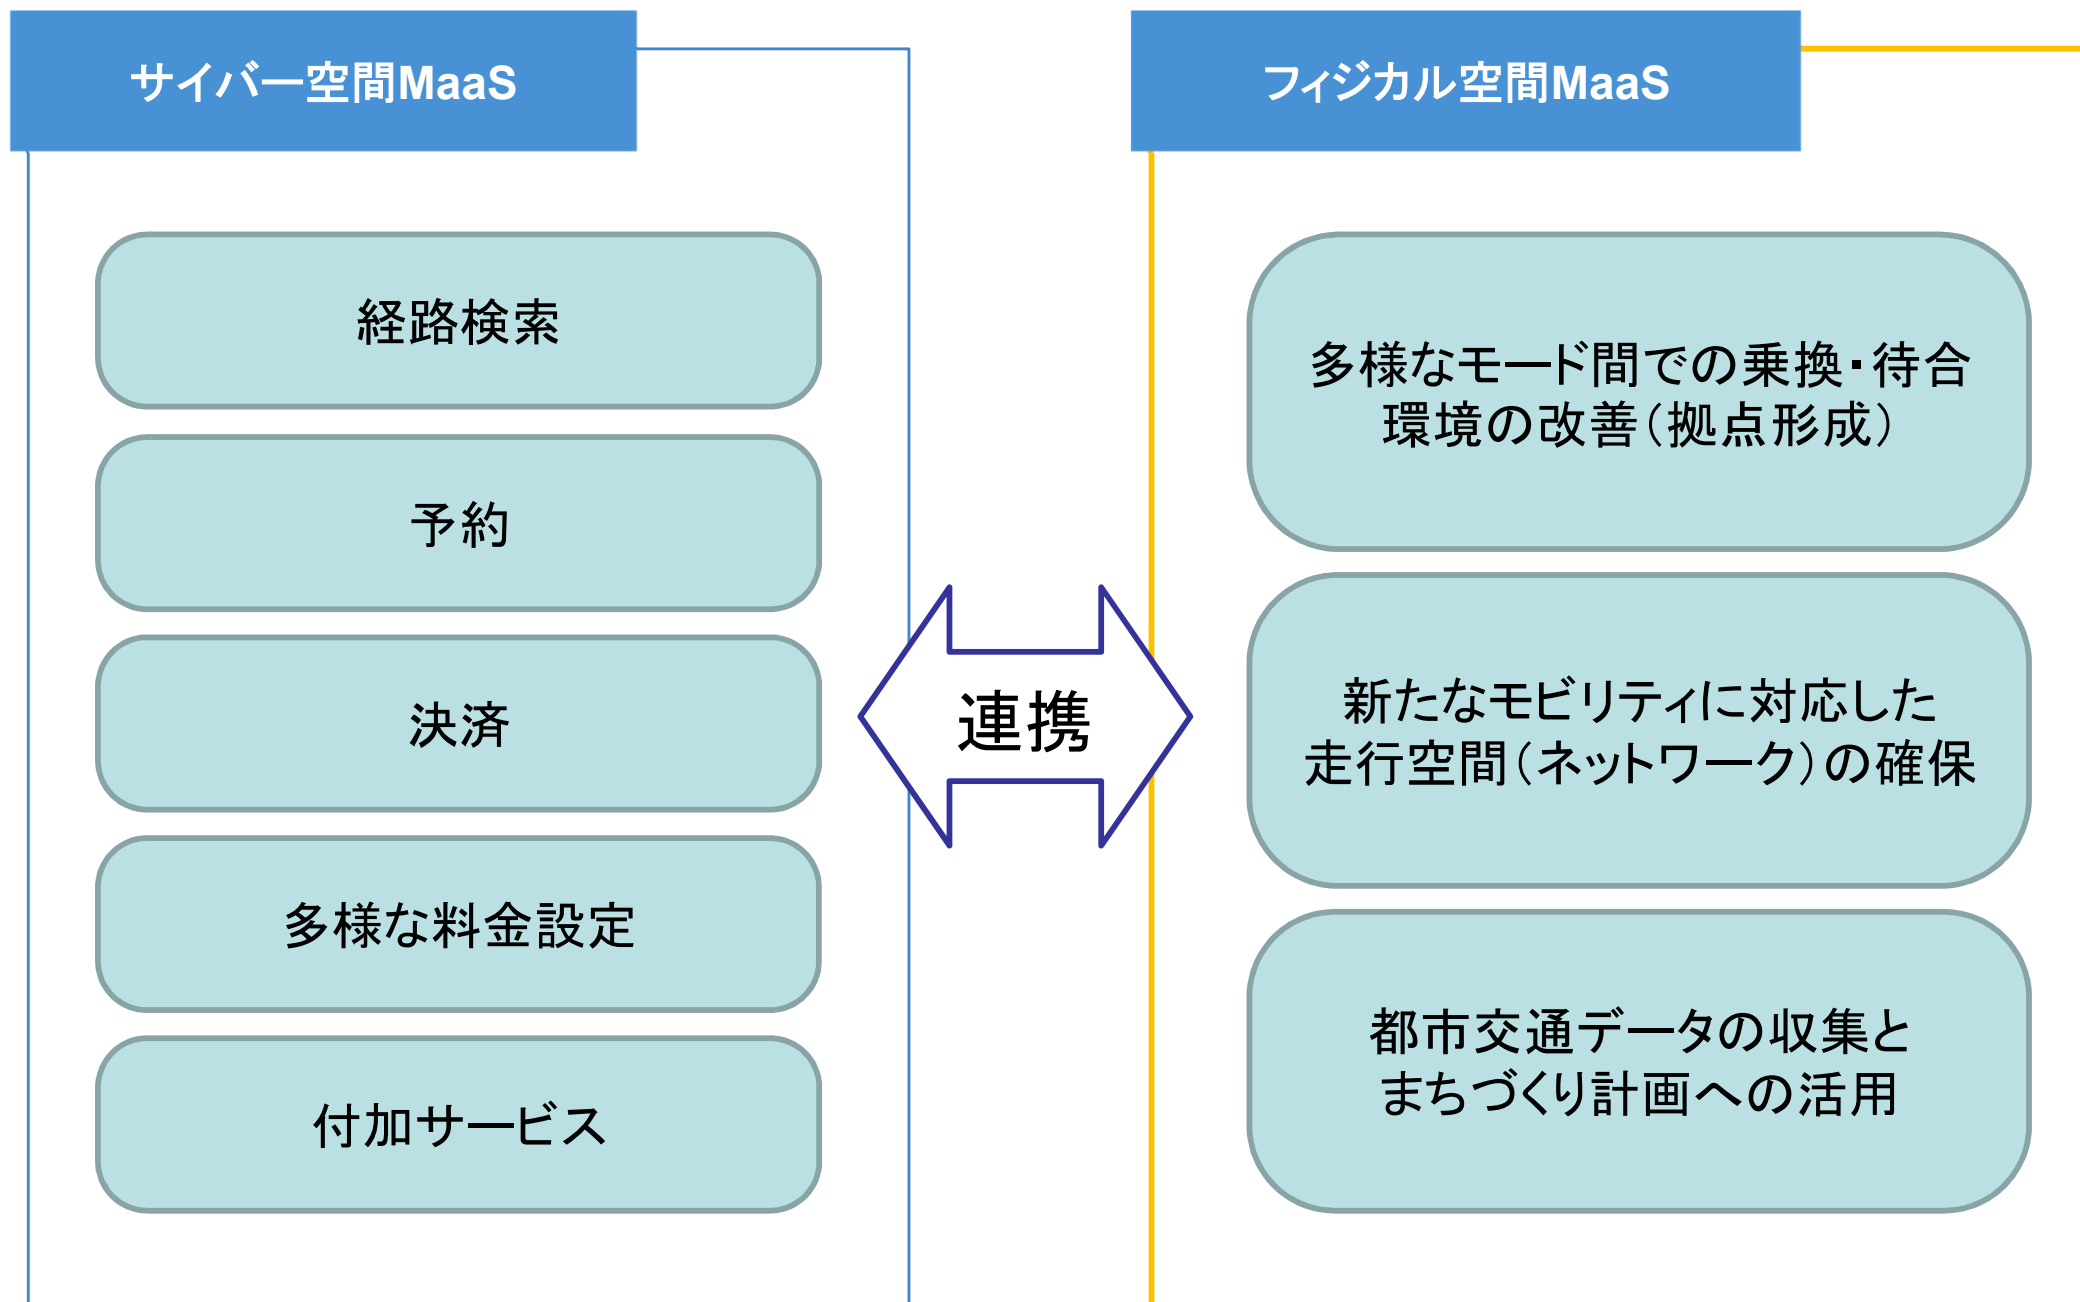 サイバー空間MaaS
経路検索
予約
決済
多様な料金設定
付加サービス
連携
フィジカル空間MaaS
多様なモード間での乗換・待合
環境の改善（拠点形成）
新たなモビリティに対応した
走行空間（ネットワーク）の確保
都市交通データの収集と
まちづくり計画への活用